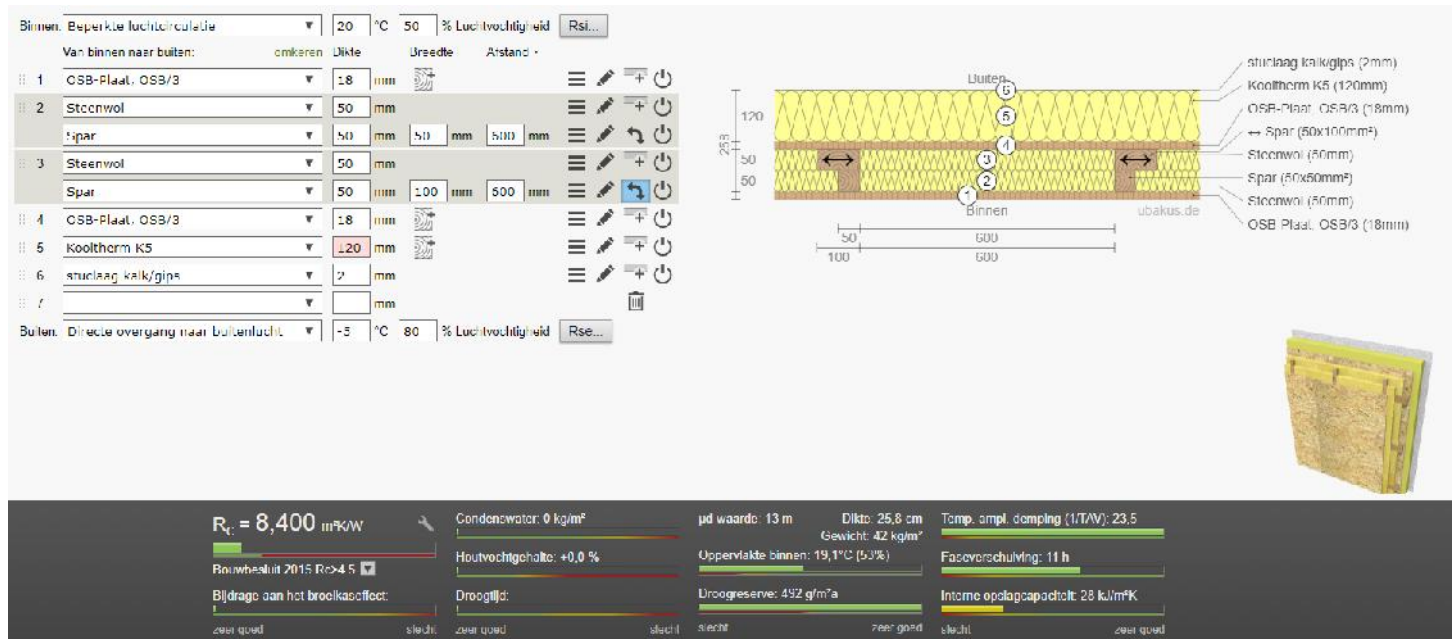 Binnen: Beperkte luchtcirculatie 20 °C 50 % Luchtvochtigheid Rsi...
Van binnen naar buiten: omkeren Dikte Breedte Afstand
1 OSB-Plaat, OSB/3 18 mm
2 Steenwol 50 mm
Spar 50 mm 50 mm 600 mm
3 Steenwol 50 mm
Spar 50 mm 100 mm 600 mm
4 OSB-Plaat, OSB/3 18 mm
5 Kooltherm K5 120 mm
6 stuclaag kalk/gips 2 mm
7 mm
Buiten: Directe overgang naar buitenlucht -5 °C 80 % Luchtvochtigheid Rse...
Buiten
6
5
4
3
2
1
Binnen
ubakus.de
120
258
50
50
50 600
100 600
stuclaag kalk/gips (2mm)
Kooltherm K5 (120mm)
OSB-Plaat, OSB/3 (18mm)
↔ Spar (50x100mm²)
Steenwol (50mm)
Spar (50x50mm²)
Steenwol (50mm)
OSB-Plaat, OSB/3 (18mm)
Rc = 8,400 m²K/W
Bouwbesluit 2015 Rc>4.5
Bijdrage aan het broeikaseffect:
zeer goed slecht
Condenswater: 0 kg/m²
Houtvochtgehalte: +0,0 %
Droogtijd:
zeer goed slecht
μd waarde: 13 m Dikte: 25,8 cm
Gewicht: 42 kg/m²
Oppervlakte binnen: 19,1°C (53%)
Droogreserve: 492 g/m²a
slecht zeer goed
Temp. ampl. demping (1/TAV): 23,5
Faseverschuiving: 11 h
Interne opslagcapaciteit: 28 kJ/m²K
slecht zeer goed